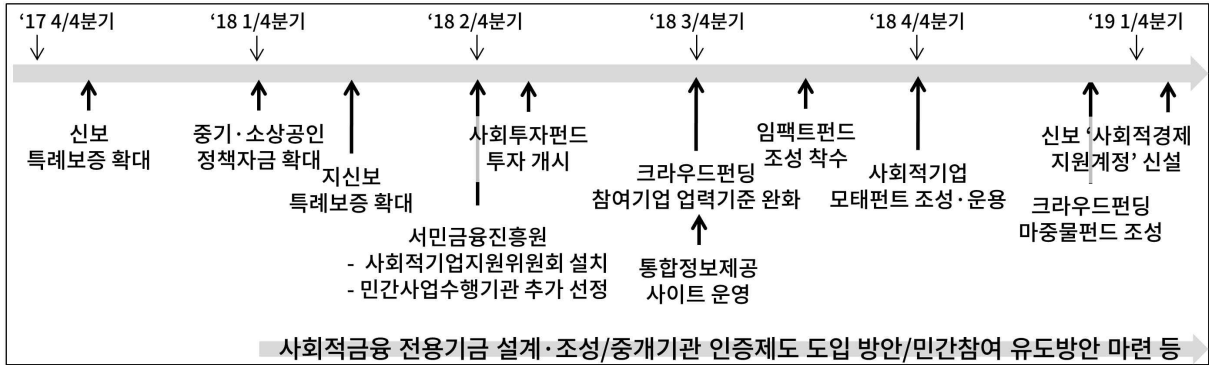 ‘17 4/4분기
‘18 1/4분기
‘18 2/4분기
‘18 3/4분기
‘18 4/4분기
‘19 1/4분기
신보
특례보증 확대
중기·소상공인
정책자금 확대
지신보
특례보증 확대
서민금융진흥원
- 사회적기업지원위원회 설치
- 민간사업수행기관 추가 선정
사회투자펀드
투자 개시
크라우드펀딩
참여기업 업력기준 완화
통합정보제공
사이트 운영
임팩트펀드
조성 착수
사회적기업
모태펀트 조성·운용
크라우드펀딩
마중물펀드 조성
신보 ‘사회적경제
지원계정’ 신설
사회적금융 전용기금 설계·조성/중개기관 인증제도 도입 방안/민간참여 유도방안 마련 등